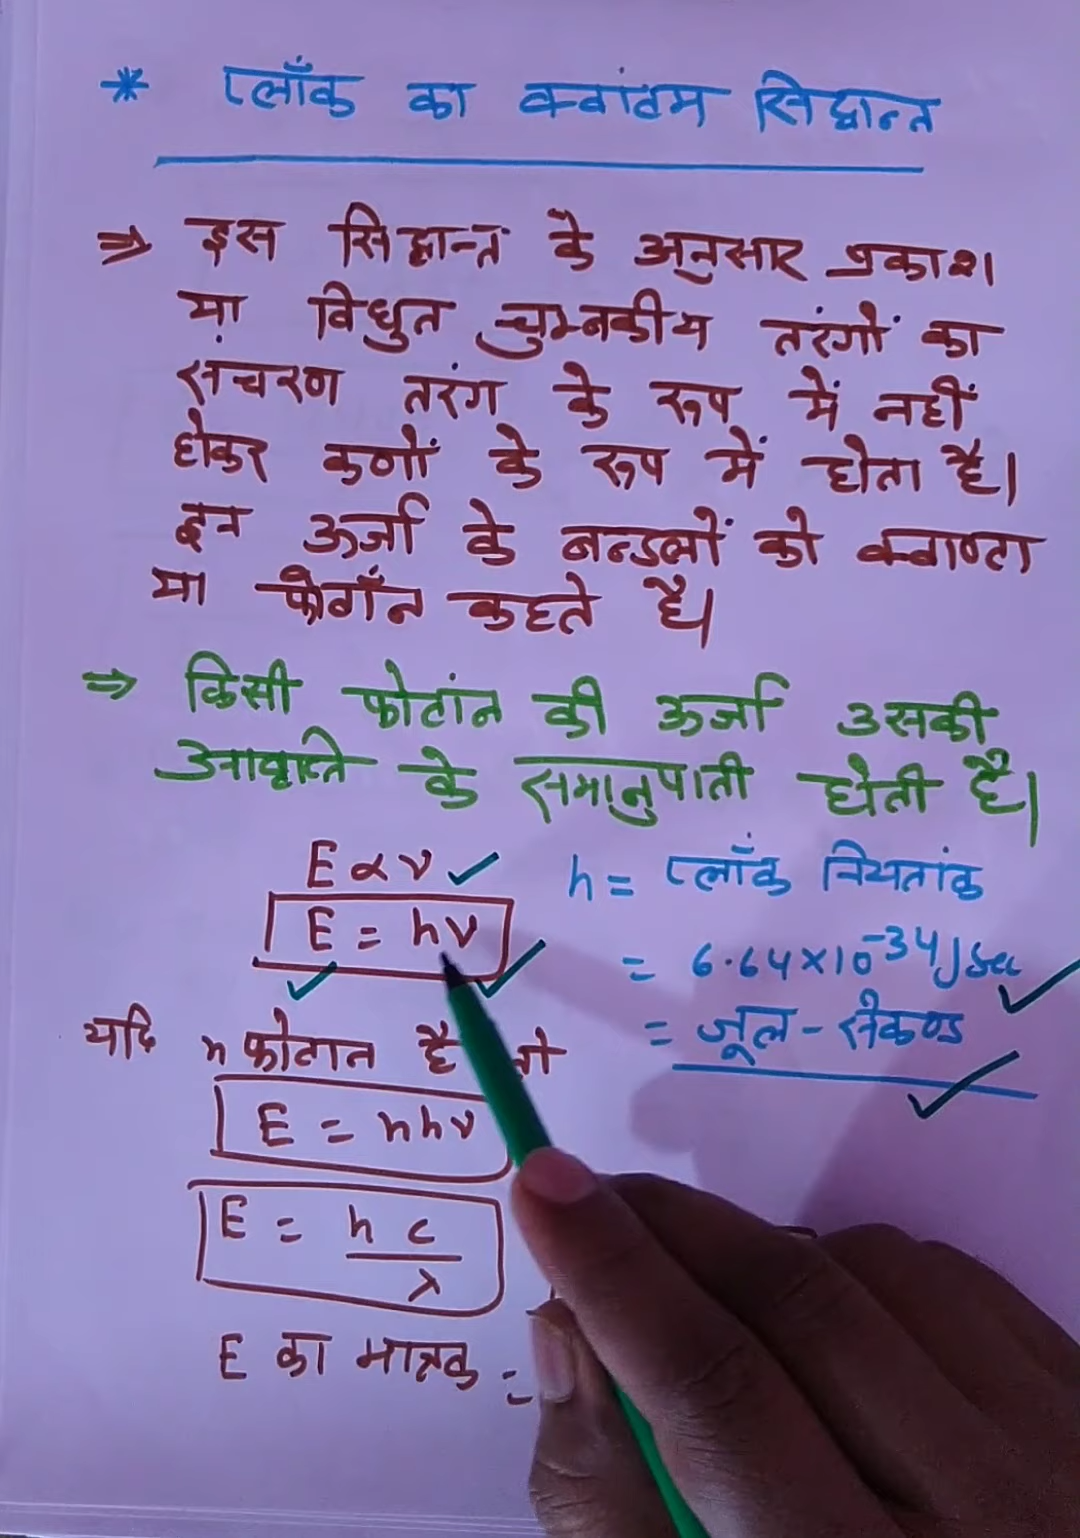 * प्लाँक का क्वांटम सिद्धान्त
⇒ इस सिद्धान्त के अनुसार प्रकाश
या विधुत चुम्बकीय तरंगों का
संचरण तरंग के रूप में नहीं
होकर कणों के रूप में होता है।
इन ऊर्जा के बन्डलों को क्वाण्टा
या फोटाँन कहते है।
⇒ किसी फोटांन की ऊर्जा उसकी
आवृत्ति के समानुपाती होती है।
E ∝ ν ✓
E = hν ✓ ✓
h = प्लाँक नियतांक
= 6.64×10⁻³⁴ J sec ✓
= जूल - सेकण्ड ✓
यदि n फोटान है तो
E = nhν
E = hc/λ
E का मात्रक =